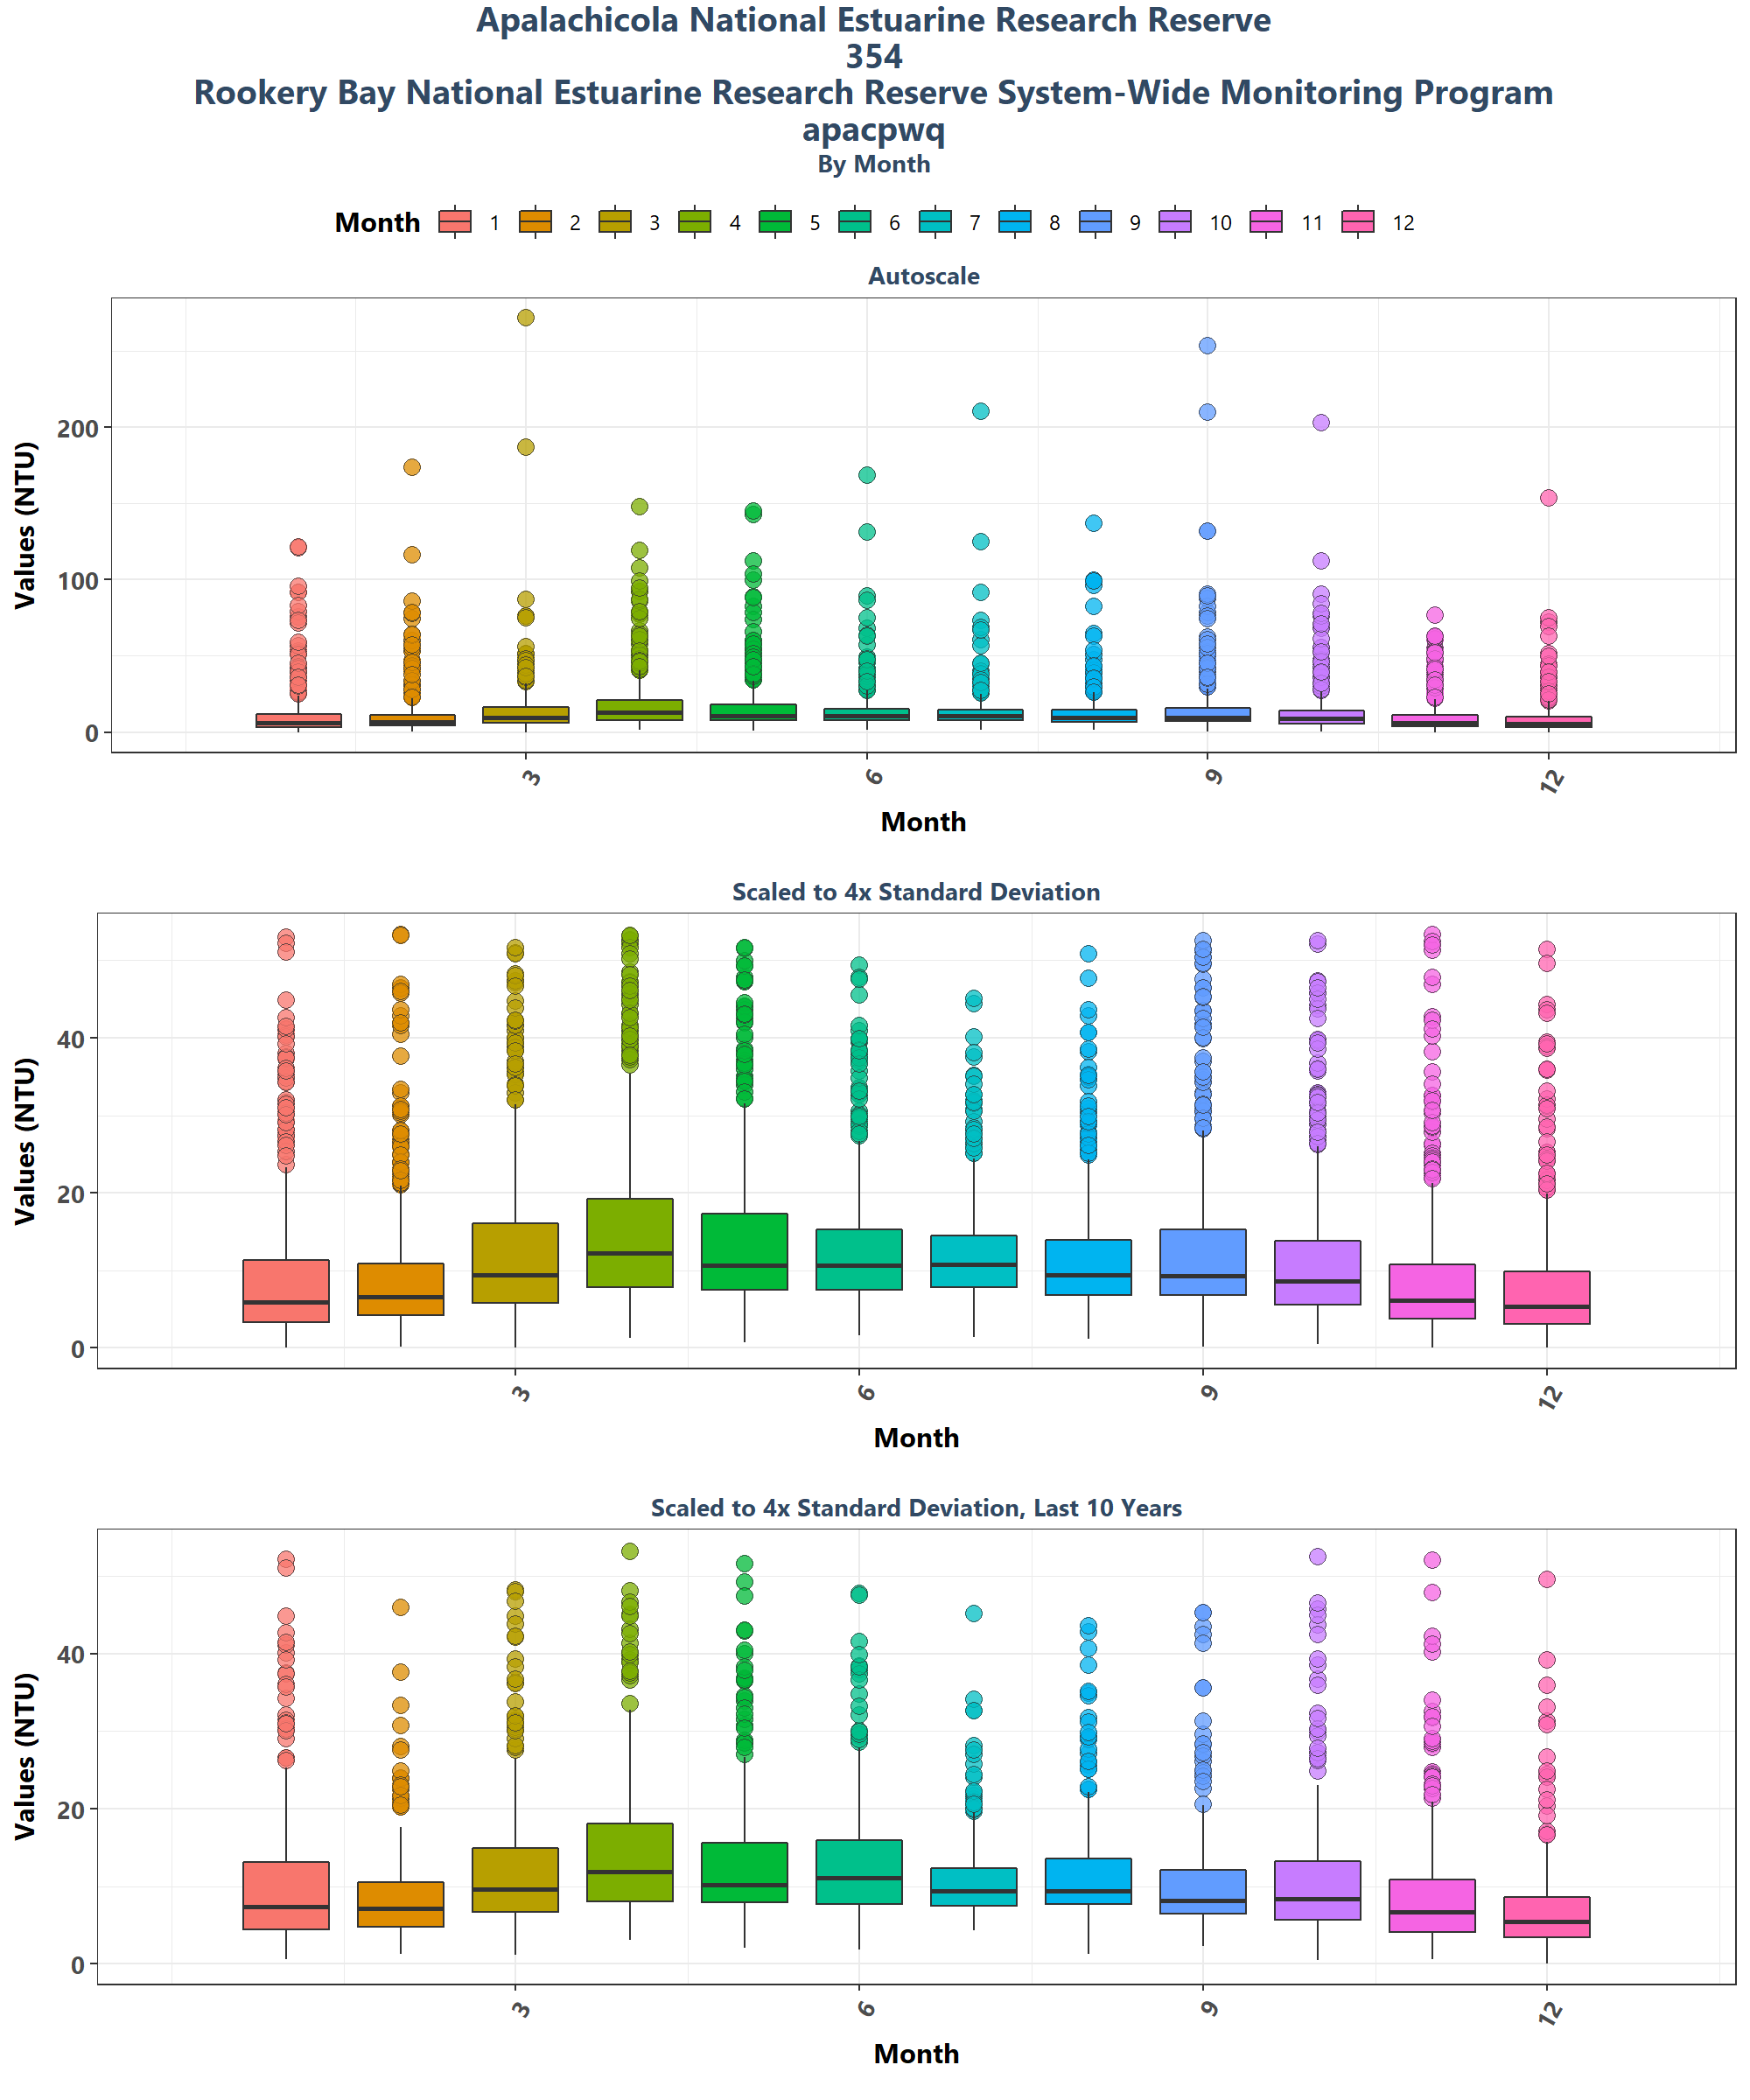 Apalachicola National Estuarine Research Reserve
354
Rookery Bay National Estuarine Research Reserve System-Wide Monitoring Program
apacpwq
By Month
Month 1 2 3 4 5 6 7 8 9 10 11 12
Autoscale
Values (NTU)
200
100
0
3 6 9 12
Month
Scaled to 4x Standard Deviation
Values (NTU)
40
20
0
3 6 9 12
Month
Scaled to 4x Standard Deviation, Last 10 Years
Values (NTU)
40
20
0
3 6 9 12
Month